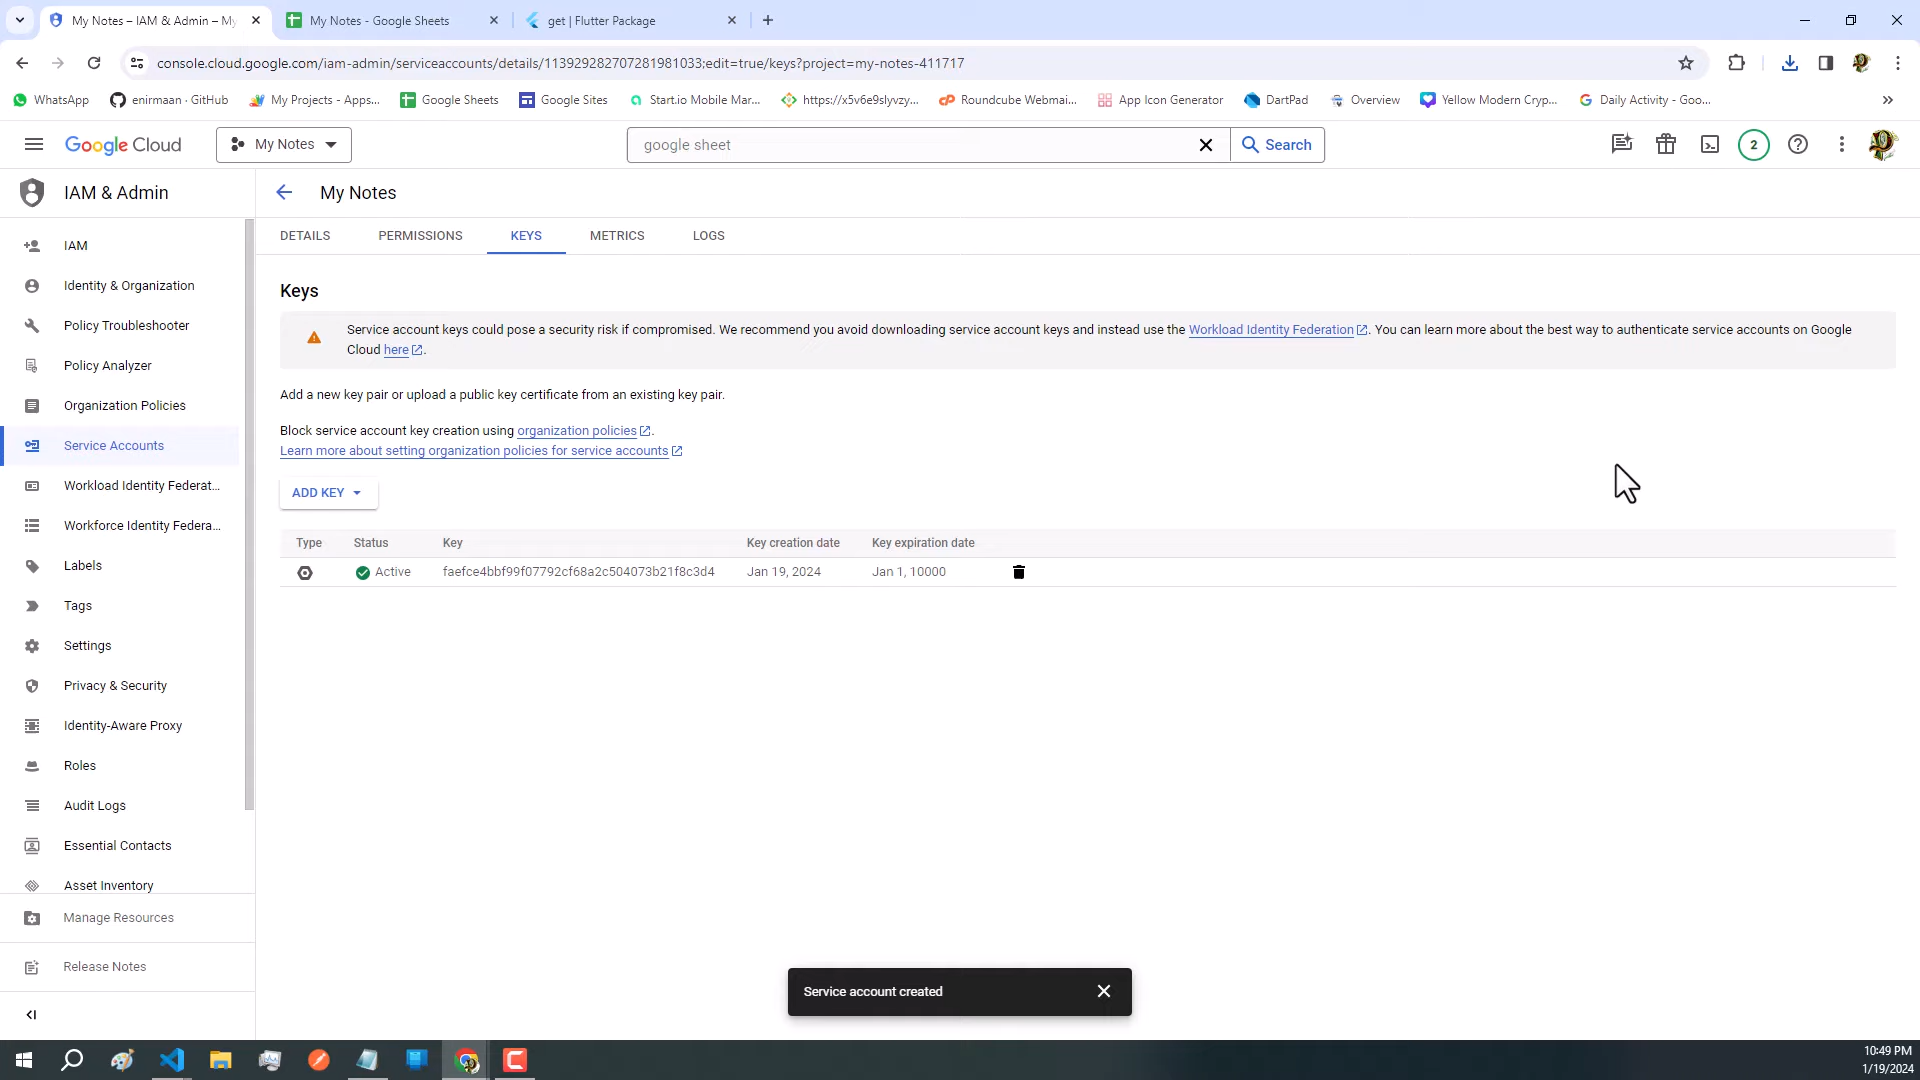 My Notes – IAM & Admin – My
My Notes - Google Sheets
get | Flutter Package
console.cloud.google.com/iam-admin/serviceaccounts/details/113929282707281981033;edit=true/keys?project=my-notes-411717
WhatsApp
enirmaan · GitHub
My Projects - Apps...
Google Sheets
Google Sites
Start.io Mobile Mar...
https://x5v6e9slyvzy...
Roundcube Webmai...
App Icon Generator
DartPad
Overview
Yellow Modern Cryp...
Daily Activity - Goo...
Google Cloud
My Notes
google sheet
Search
2
IAM & Admin
My Notes
IAM
Identity & Organization
Policy Troubleshooter
Policy Analyzer
Organization Policies
Service Accounts
Workload Identity Federat...
Workforce Identity Federa...
Labels
Tags
Settings
Privacy & Security
Identity-Aware Proxy
Roles
Audit Logs
Essential Contacts
Asset Inventory
Manage Resources
Release Notes
DETAILS PERMISSIONS KEYS METRICS LOGS
Keys
Service account keys could pose a security risk if compromised. We recommend you avoid downloading service account keys and instead use the Workload Identity Federation. You can learn more about the best way to authenticate service accounts on Google
Cloud here.
Add a new key pair or upload a public key certificate from an existing key pair.
Block service account key creation using organization policies.
Learn more about setting organization policies for service accounts
ADD KEY
Type Status Key Key creation date Key expiration date
Active faefce4bbf99f07792cf68a2c504073b21f8c3d4 Jan 19, 2024 Jan 1, 10000
Service account created
10:49 PM
1/19/2024